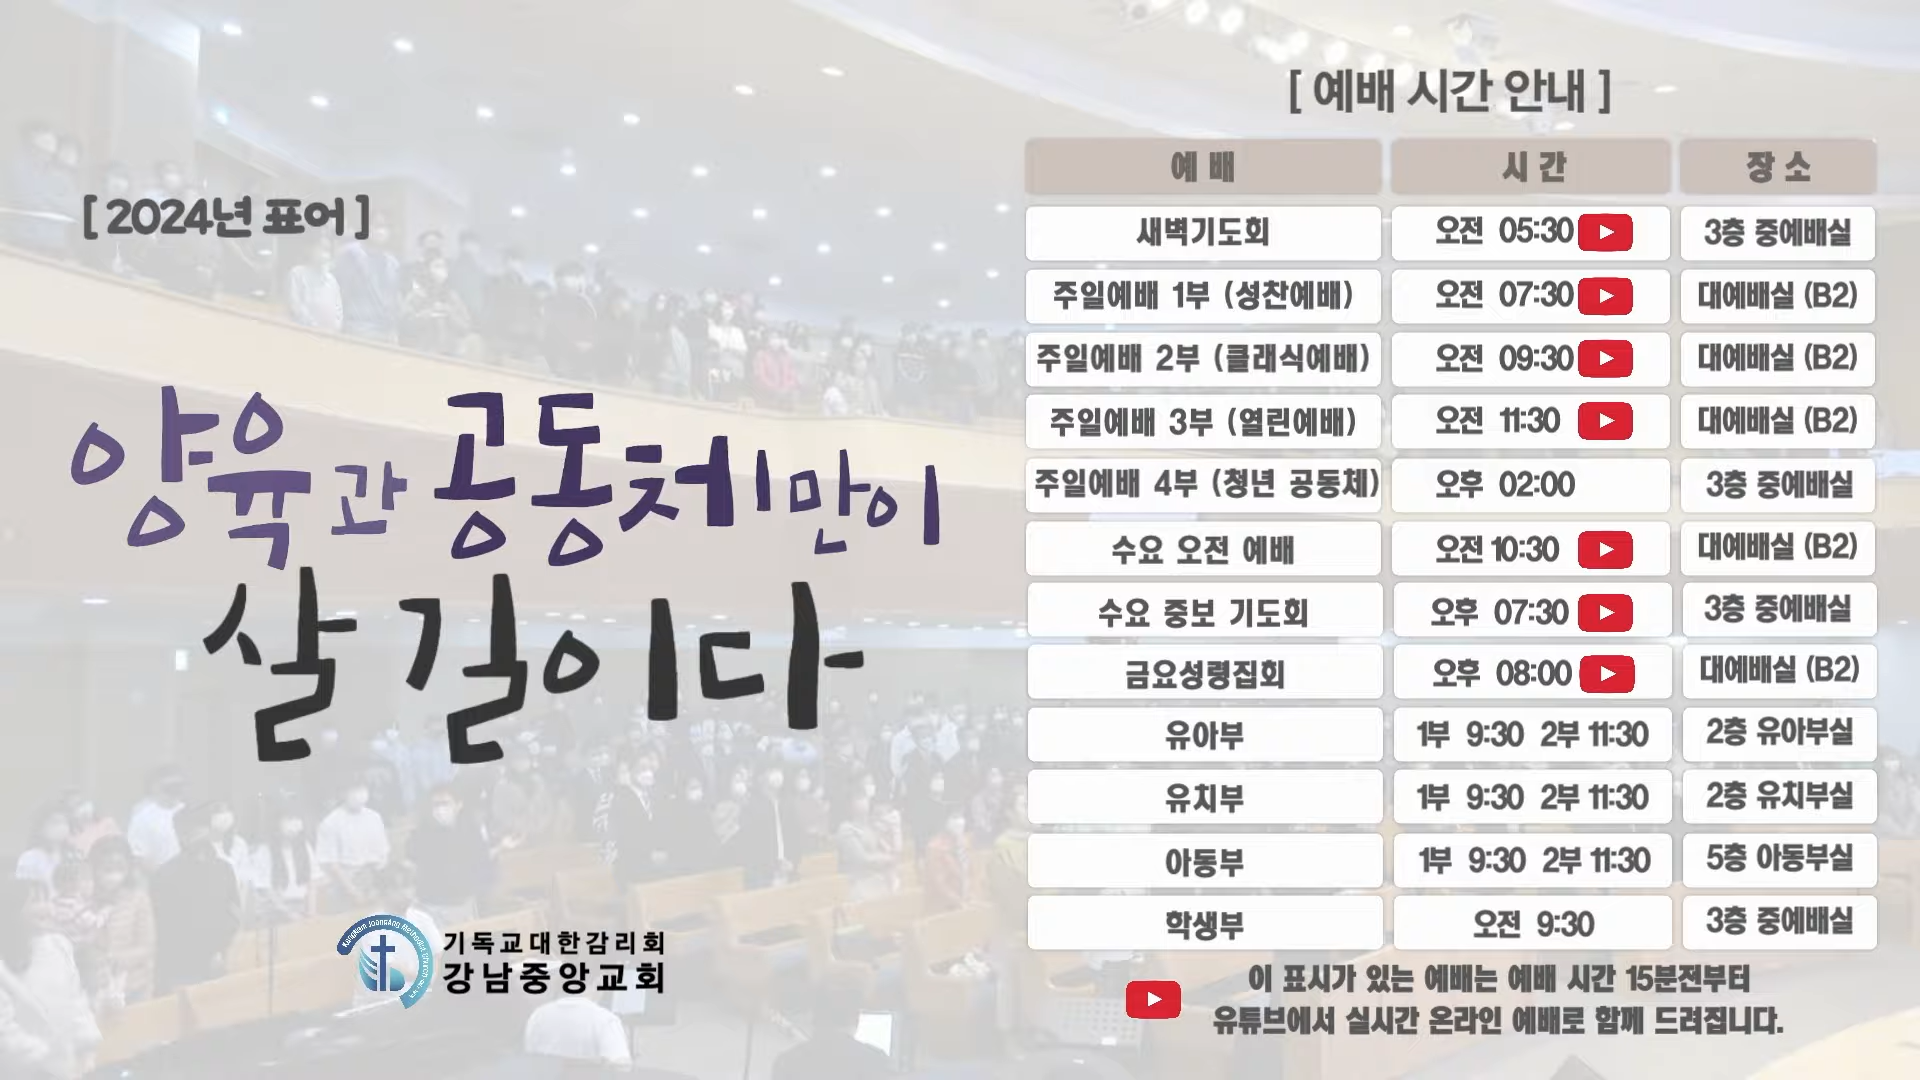 [ 2024년 표어 ]
양육과 공동체만이
살 길이다
기독교대한감리회
강남중앙교회
[ 예배 시간 안내 ]
예 배 시 간 장 소
새벽기도회 오전 05:30 3층 중예배실
주일예배 1부 (성찬예배) 오전 07:30 대예배실 (B2)
주일예배 2부 (클래식예배) 오전 09:30 대예배실 (B2)
주일예배 3부 (열린예배) 오전 11:30 대예배실 (B2)
주일예배 4부 (청년 공동체) 오후 02:00 3층 중예배실
수요 오전 예배 오전 10:30 대예배실 (B2)
수요 중보 기도회 오후 07:30 3층 중예배실
금요성령집회 오후 08:00 대예배실 (B2)
유아부 1부 9:30 2부 11:30 2층 유아부실
유치부 1부 9:30 2부 11:30 2층 유치부실
아동부 1부 9:30 2부 11:30 5층 아동부실
학생부 오전 9:30 3층 중예배실
이 표시가 있는 예배는 예배 시간 15분전부터
유튜브에서 실시간 온라인 예배로 함께 드려집니다.